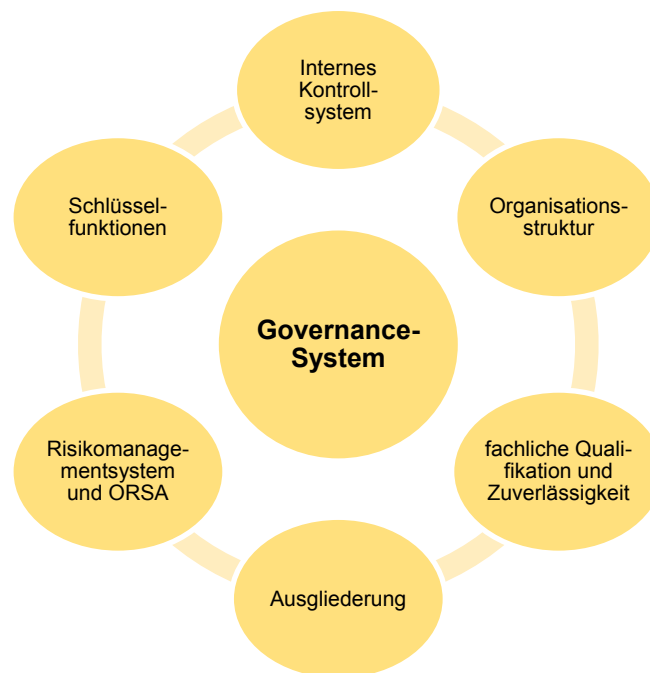 Internes
Kontroll-
system
Organisations-
struktur
fachliche Quali-
fikation und
Zuverlässigkeit
Ausgliederung
Risikomanage-
mentsystem
und ORSA
Schlüssel-
funktionen
Governance-
System